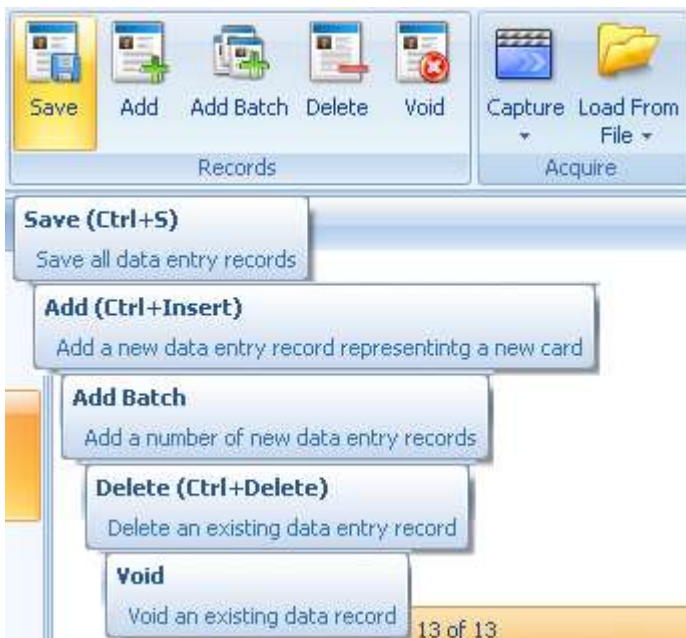 Save Add Add Batch Delete Void Capture Load From
File
Records Acquire
Save (Ctrl+S)
Save all data entry records
Add (Ctrl+Insert)
Add a new data entry record representintg a new card
Add Batch
Add a number of new data entry records
Delete (Ctrl+Delete)
Delete an existing data entry record
Void
Void an existing data record
13 of 13